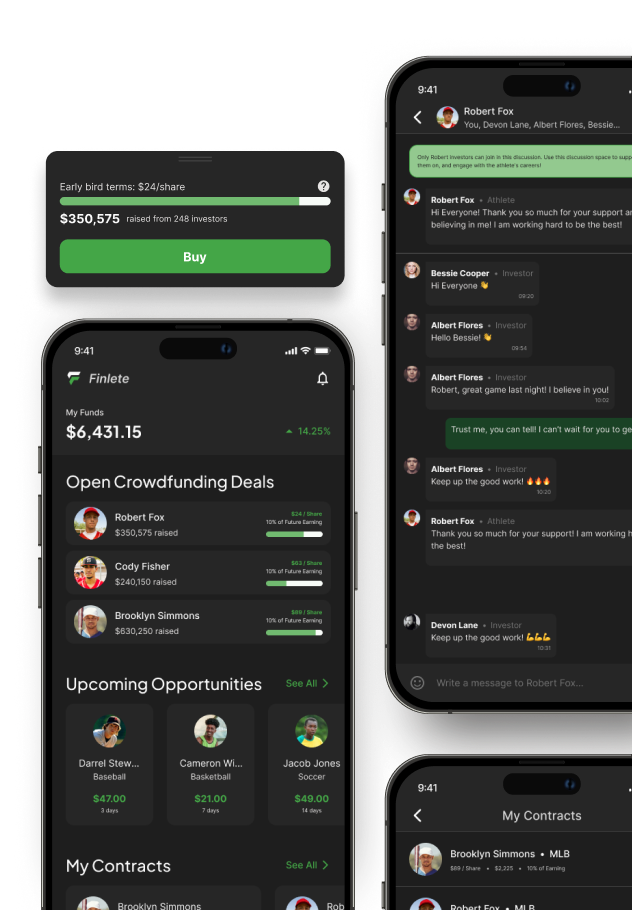 Early bird terms: $24/share
?
$350,575 raised from 248 investors
Buy
9:41
Finlete
My Funds
$6,431.15
14.25%
Open Crowdfunding Deals
Robert Fox
$350,575 raised
$24 / Share
10% of Future Earning
Cody Fisher
$240,150 raised
$63 / Share
10% of Future Earning
Brooklyn Simmons
$630,250 raised
$89 / Share
10% of Future Earning
Upcoming Opportunities
See All
Darrel Stew...
Baseball
$47.00
3 days
Cameron Wi...
Basketball
$21.00
7 days
Jacob Jones
Soccer
$49.00
14 days
My Contracts
See All
Brooklyn Simmons
Rob
9:41
Robert Fox
You, Devon Lane, Albert Flores, Bessie...
Only Robert investors can join in this discussion. Use this discussion space to supp
them on, and engage with the athlete's careers!
Robert Fox • Athlete
Hi Everyone! Thank you so much for your support an
believing in me! I am working hard to be the best!
Bessie Cooper • Investor
Hi Everyone 👋
09:20
Albert Flores • Investor
Hello Bessie! 👋
09:54
Albert Flores • Investor
Robert, great game last night! I believe in you!
10:02
Trust me, you can tell! I can't wait for you to ge
Albert Flores • Investor
Keep up the good work! 🔥🔥🔥
10:20
Robert Fox • Athlete
Thank you so much for your support! I am working h
the best!
Devon Lane • Investor
Keep up the good work! 💪💪💪
10:31
Write a message to Robert Fox...
9:41
My Contracts
Brooklyn Simmons • MLB
$89 / Share • $2,225 • 10% of Earning
Robert Fox • MLB